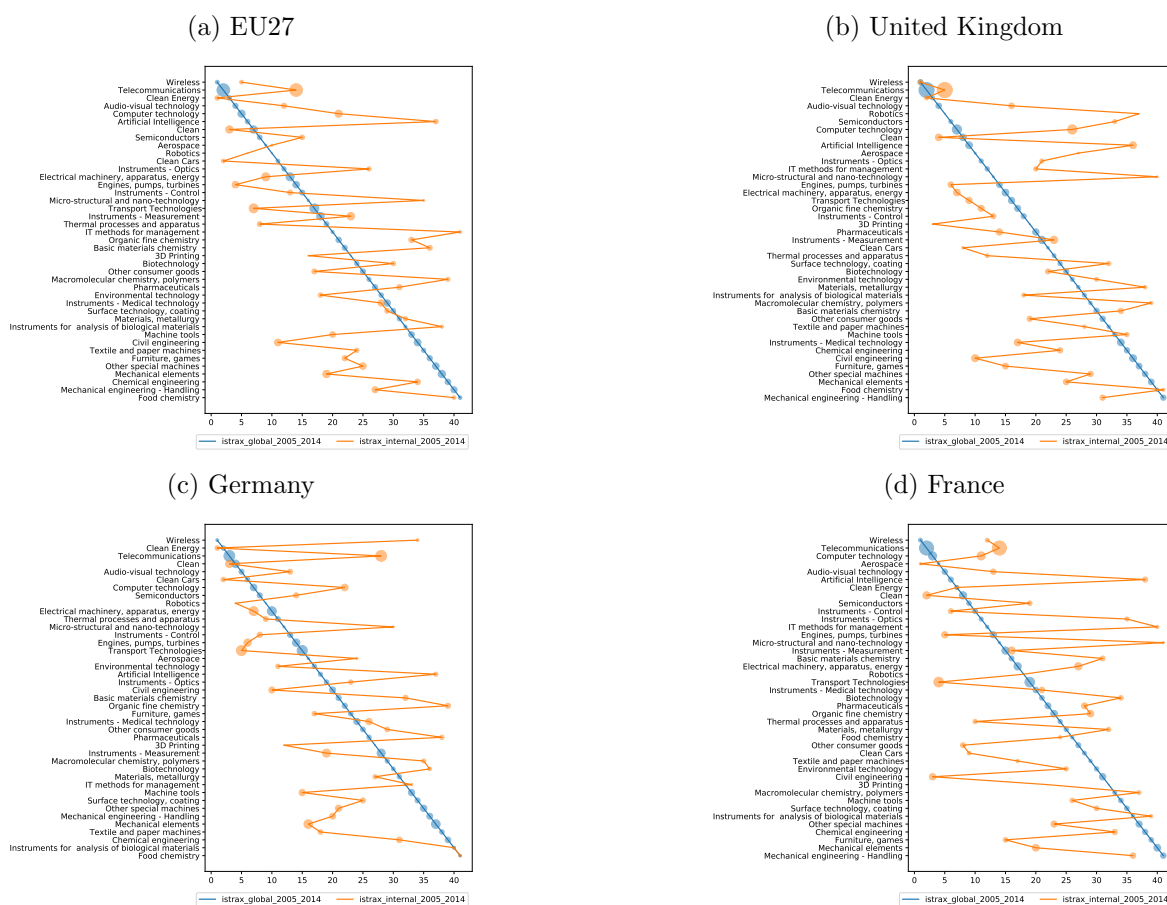 (a) EU27
Wireless
Telecommunications
Clean Energy
Audio-visual technology
Computer technology
Artificial Intelligence
Clean
Semiconductors
Aerospace
Robotics
Clean Cars
Instruments - Optics
Electrical machinery, apparatus, energy
Engines, pumps, turbines
Instruments - Control
Micro-structural and nano-technology
Transport Technologies
Instruments - Measurement
Thermal processes and apparatus
IT methods for management
Organic fine chemistry
Basic materials chemistry
3D Printing
Biotechnology
Other consumer goods
Macromolecular chemistry, polymers
Pharmaceuticals
Environmental technology
Instruments - Medical technology
Surface technology, coating
Materials, metallurgy
Instruments for analysis of biological materials
Machine tools
Civil engineering
Textile and paper machines
Furniture, games
Other special machines
Mechanical elements
Chemical engineering
Mechanical engineering - Handling
Food chemistry
0 5 10 15 20 25 30 35 40
istrax_global_2005_2014 istrax_internal_2005_2014
(b) United Kingdom
Wireless
Telecommunications
Clean Energy
Audio-visual technology
Robotics
Semiconductors
Computer technology
Clean
Artificial Intelligence
Aerospace
Instruments - Optics
IT methods for management
Micro-structural and nano-technology
Engines, pumps, turbines
Electrical machinery, apparatus, energy
Transport Technologies
Organic fine chemistry
Instruments - Control
3D Printing
Pharmaceuticals
Instruments - Measurement
Clean Cars
Thermal processes and apparatus
Surface technology, coating
Biotechnology
Environmental technology
Materials, metallurgy
Instruments for analysis of biological materials
Macromolecular chemistry, polymers
Basic materials chemistry
Other consumer goods
Textile and paper machines
Machine tools
Instruments - Medical technology
Chemical engineering
Civil engineering
Furniture, games
Other special machines
Mechanical elements
Food chemistry
Mechanical engineering - Handling
0 5 10 15 20 25 30 35 40
istrax_global_2005_2014 istrax_internal_2005_2014
(c) Germany
Wireless
Clean Energy
Telecommunications
Clean
Audio-visual technology
Clean Cars
Computer technology
Semiconductors
Robotics
Electrical machinery, apparatus, energy
Thermal processes and apparatus
Micro-structural and nano-technology
Instruments - Control
Engines, pumps, turbines
Transport Technologies
Aerospace
Environmental technology
Artificial Intelligence
Instruments - Optics
Civil engineering
Basic materials chemistry
Organic fine chemistry
Furniture, games
Instruments - Medical technology
Other consumer goods
Pharmaceuticals
3D Printing
Instruments - Measurement
Macromolecular chemistry, polymers
Biotechnology
Materials, metallurgy
IT methods for management
Machine tools
Surface technology, coating
Other special machines
Mechanical engineering - Handling
Mechanical elements
Textile and paper machines
Chemical engineering
Instruments for analysis of biological materials
Food chemistry
0 5 10 15 20 25 30 35 40
istrax_global_2005_2014 istrax_internal_2005_2014
(d) France
Wireless
Telecommunications
Computer technology
Aerospace
Audio-visual technology
Artificial Intelligence
Clean Energy
Clean
Semiconductors
Instruments - Control
Instruments - Optics
IT methods for management
Engines, pumps, turbines
Micro-structural and nano-technology
Instruments - Measurement
Basic materials chemistry
Electrical machinery, apparatus, energy
Robotics
Transport Technologies
Instruments - Medical technology
Biotechnology
Pharmaceuticals
Organic fine chemistry
Thermal processes and apparatus
Materials, metallurgy
Food chemistry
Other consumer goods
Clean Cars
Textile and paper machines
Environmental technology
Civil engineering
3D Printing
Macromolecular chemistry, polymers
Machine tools
Surface technology, coating
Instruments for analysis of biological materials
Other special machines
Chemical engineering
Furniture, games
Mechanical elements
Mechanical engineering - Handling
0 5 10 15 20 25 30 35 40
istrax_global_2005_2014 istrax_internal_2005_2014